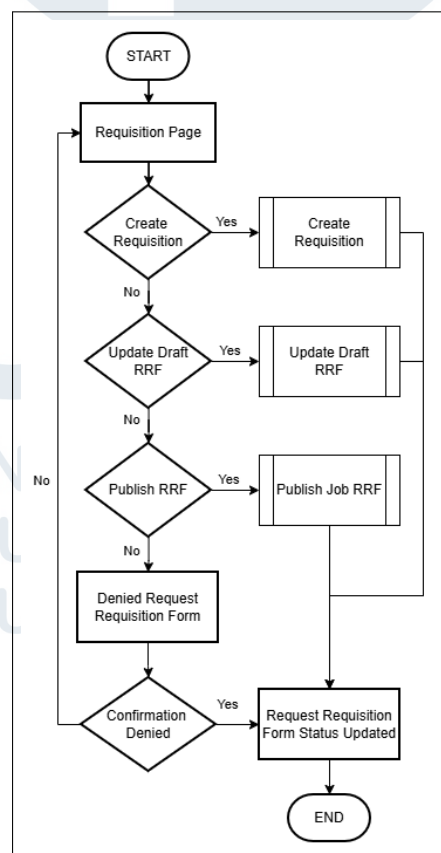 START
Requisition Page
Create
Requisition
Yes
Create
Requisition
No
Update Draft
RRF
Yes
Update Draft
RRF
No
Publish RRF
Yes
Publish Job RRF
No
No
Denied Request
Requisition Form
Confirmation
Denied
Yes
Request Requisition
Form Status Updated
END